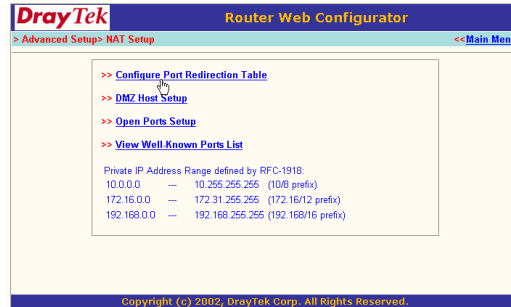 DrayTek Router Web Configurator
> Advanced Setup> NAT Setup <<Main Men
>> Configure Port Redirection Table
>> DMZ Host Setup
>> Open Ports Setup
>> View Well-Known Ports List
Private IP Address Range defined by RFC-1918:
10.0.0.0 --- 10.255.255.255 (10/8 prefix)
172.16.0.0 --- 172.31.255.255 (172.16/12 prefix)
192.168.0.0 --- 192.168.255.255 (192.168/16 prefix)
Copyright (c) 2002, DrayTek Corp. All Rights Reserved.